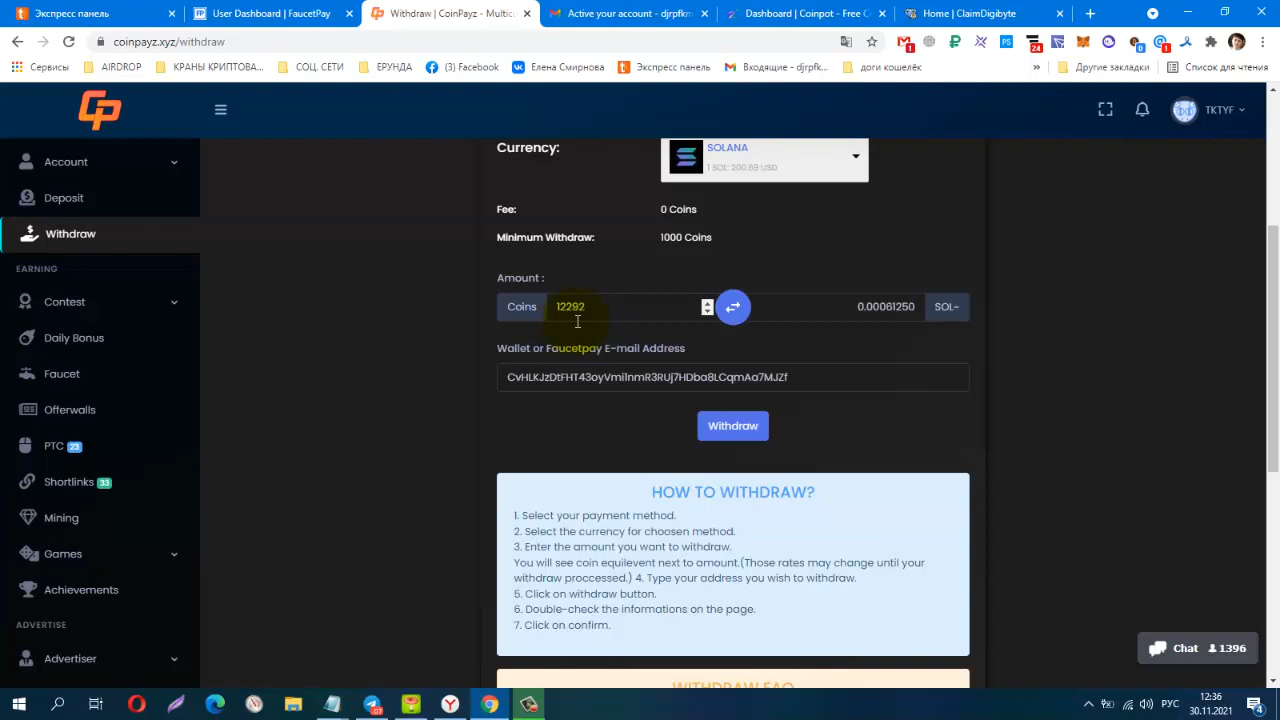 Экспресс панель
User Dashboard | FaucetPay
Withdraw | CoinPayz - Multicur
Active your account - djrpfkm
Dashboard | Coinpot - Free C
Home | ClaimDigibyte
coinpayz.xyz/withdraw
Сервисы
AIRDROP
КРАНЫ КРИПТОВА...
СОЦ. СЕТИ
ЕРУНДА
(3) Facebook
Елена Смирнова
Экспресс панель
Входящие - djrpfk...
доги кошелёк
Другие закладки
Список для чтения
TKTYF
Account
Deposit
Withdraw
EARNING
Contest
Daily Bonus
Faucet
Offerwalls
PTC 23
Shortlinks 33
Mining
Games
Achievements
ADVERTISE
Advertiser
Currency:
SOLANA
1 SOL: 200.69 USD
Fee:
0 Coins
Minimum Withdraw:
1000 Coins
Amount :
Coins
12292
0.00061250
SOL~
Wallet or Faucetpay E-mail Address
CvHLKJzDtFHT43oyVmi1nmR3RUj7HDba8LCqmAa7MJZf
Withdraw
HOW TO WITHDRAW?
1. Select your payment method.
2. Select the currency for choosen method.
3. Enter the amount you want to withdraw.
You will see coin equilevent next to amount.(Those rates may change until your
withdraw proccessed.) 4. Type your address you wish to withdraw.
5. Click on withdraw button.
6. Double-check the informations on the page.
7. Click on confirm.
WITHDRAW FAQ
Chat 1396
РУС
12:36
30.11.2021